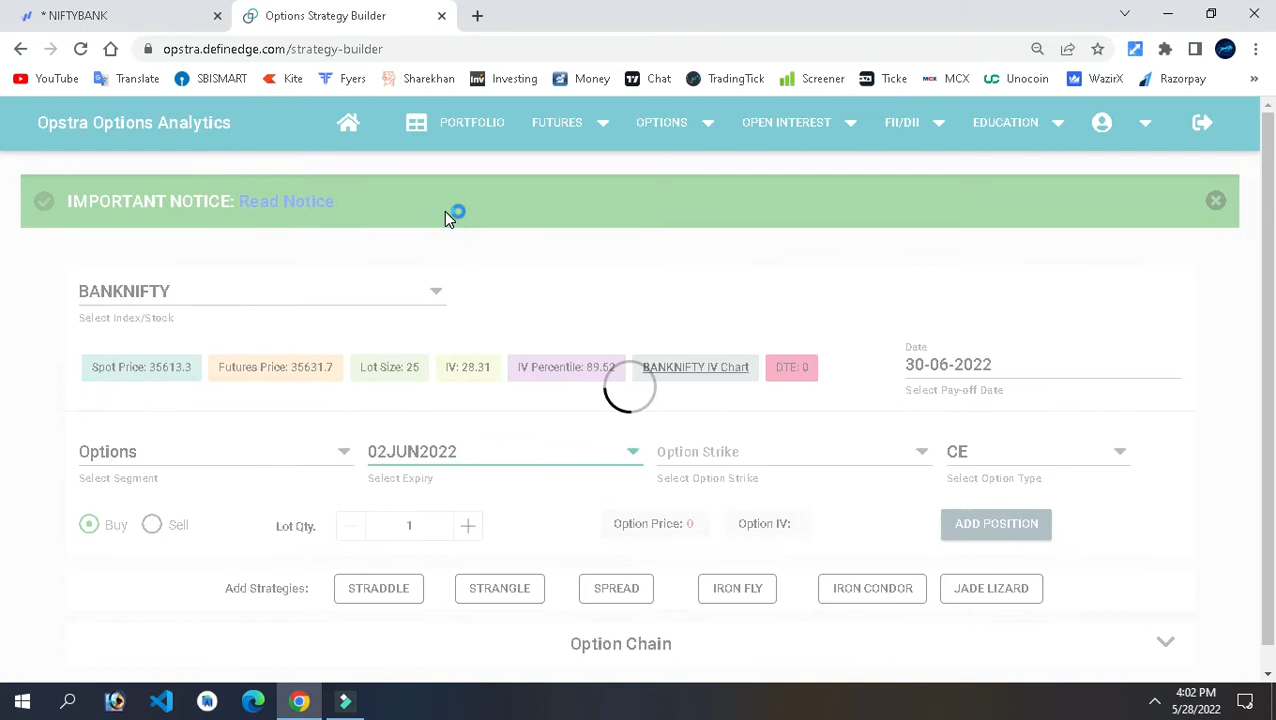 * NIFTYBANK
Options Strategy Builder
opstra.definedge.com/strategy-builder
YouTube Translate SBISMART Kite Fyers Sharekhan Investing Money Chat TradingTick Screener Ticke MCX Unocoin WazirX Razorpay
Opstra Options Analytics PORTFOLIO FUTURES OPTIONS OPEN INTEREST FII/DII EDUCATION
IMPORTANT NOTICE: Read Notice
BANKNIFTY
Select Index/Stock
Spot Price: 35613.3 Futures Price: 35631.7 Lot Size: 25 IV: 28.31 IV Percentile: 89.52 BANKNIFTY IV Chart DTE: 0
Date
30-06-2022
Select Pay-off Date
Options 02JUN2022 Option Strike CE
Select Segment Select Expiry Select Option Strike Select Option Type
Buy Sell Lot Qty. 1 Option Price: 0 Option IV: ADD POSITION
Add Strategies: STRADDLE STRANGLE SPREAD IRON FLY IRON CONDOR JADE LIZARD
Option Chain
4:02 PM
5/28/2022